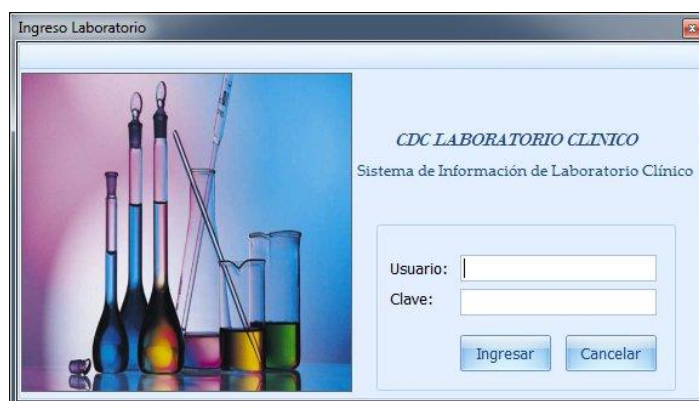 Ingreso Laboratorio
CDC LABORATORIO CLINICO
Sistema de Información de Laboratorio Clínico
Usuario:
Clave:
Ingresar Cancelar